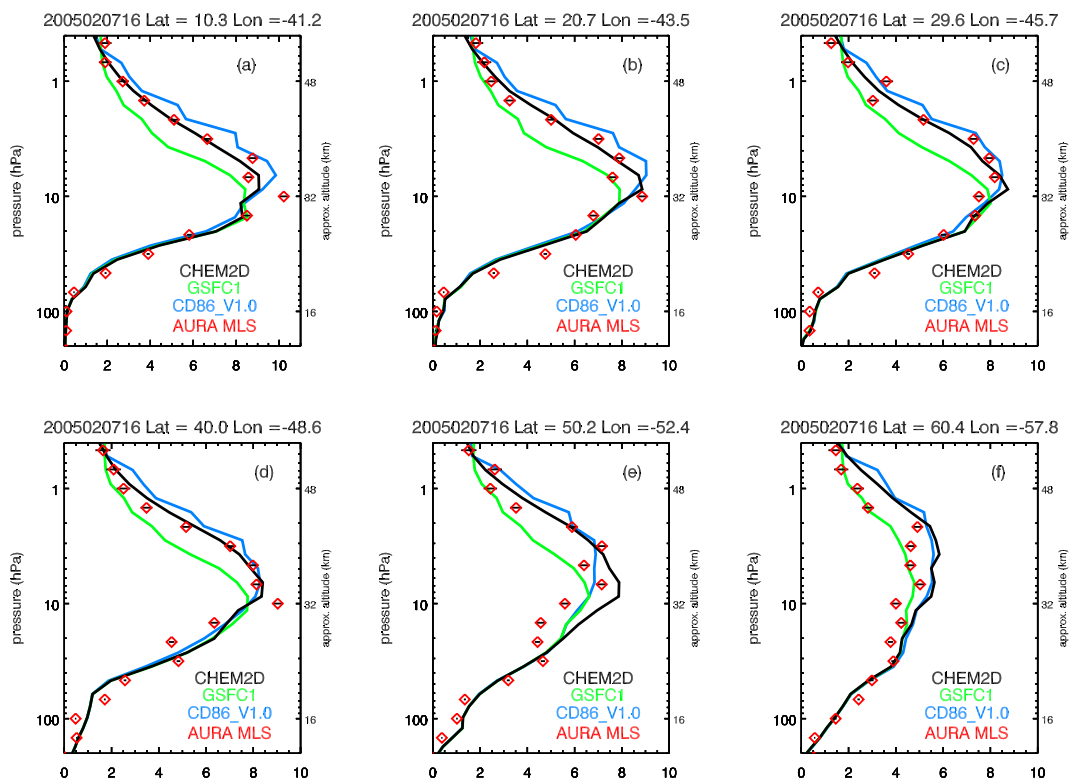 2005020716 Lat = 10.3 Lon =-41.2
(a)
1
10
100
pressure (hPa)
48
32
16
approx. altitude (km)
CHEM2D
GSFC1
CD86_V1.0
AURA MLS
0 2 4 6 8 10
2005020716 Lat = 20.7 Lon =-43.5
(b)
1
10
100
pressure (hPa)
48
32
16
approx. altitude (km)
CHEM2D
GSFC1
CD86_V1.0
AURA MLS
0 2 4 6 8 10
2005020716 Lat = 29.6 Lon =-45.7
(c)
1
10
100
pressure (hPa)
48
32
16
approx. altitude (km)
CHEM2D
GSFC1
CD86_V1.0
AURA MLS
0 2 4 6 8 10
2005020716 Lat = 40.0 Lon =-48.6
(d)
1
10
100
pressure (hPa)
48
32
16
approx. altitude (km)
CHEM2D
GSFC1
CD86_V1.0
AURA MLS
0 2 4 6 8 10
2005020716 Lat = 50.2 Lon =-52.4
(e)
1
10
100
pressure (hPa)
48
32
16
approx. altitude (km)
CHEM2D
GSFC1
CD86_V1.0
AURA MLS
0 2 4 6 8 10
2005020716 Lat = 60.4 Lon =-57.8
(f)
1
10
100
pressure (hPa)
48
32
16
approx. altitude (km)
CHEM2D
GSFC1
CD86_V1.0
AURA MLS
0 2 4 6 8 10